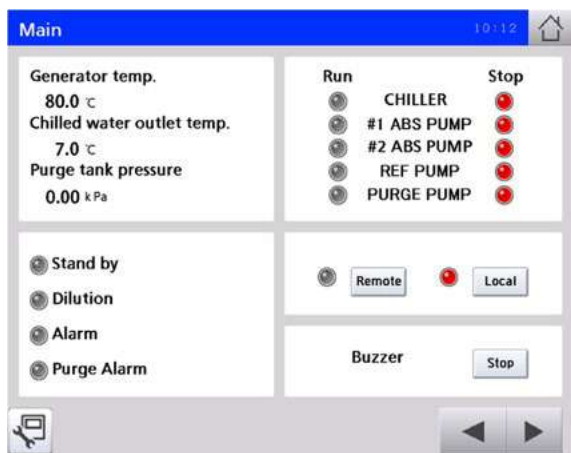 Main 10:12
Generator temp.
80.0 ℃
Chilled water outlet temp.
7.0 ℃
Purge tank pressure
0.00 kPa
Run Stop
CHILLER
#1 ABS PUMP
#2 ABS PUMP
REF PUMP
PURGE PUMP
Stand by
Dilution
Alarm
Purge Alarm
Remote Local
Buzzer Stop